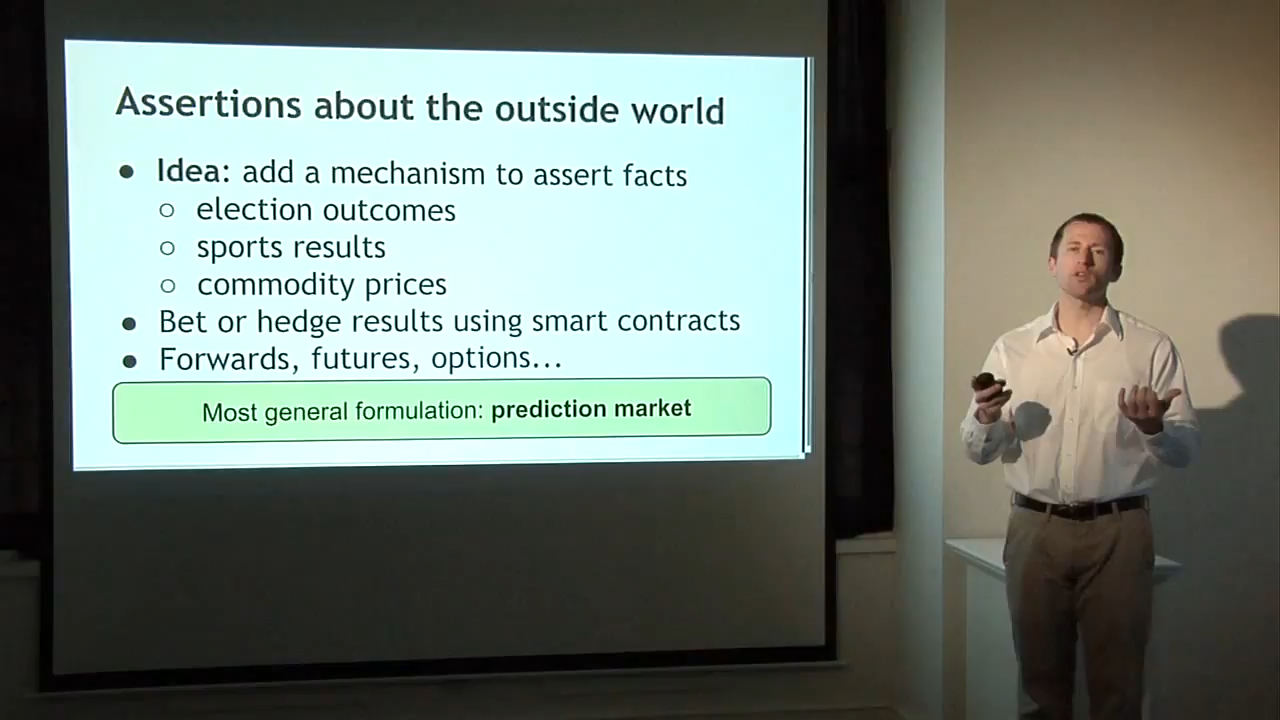 Assertions about the outside world
● Idea: add a mechanism to assert facts
○ election outcomes
○ sports results
○ commodity prices
● Bet or hedge results using smart contracts
● Forwards, futures, options...
Most general formulation: prediction market